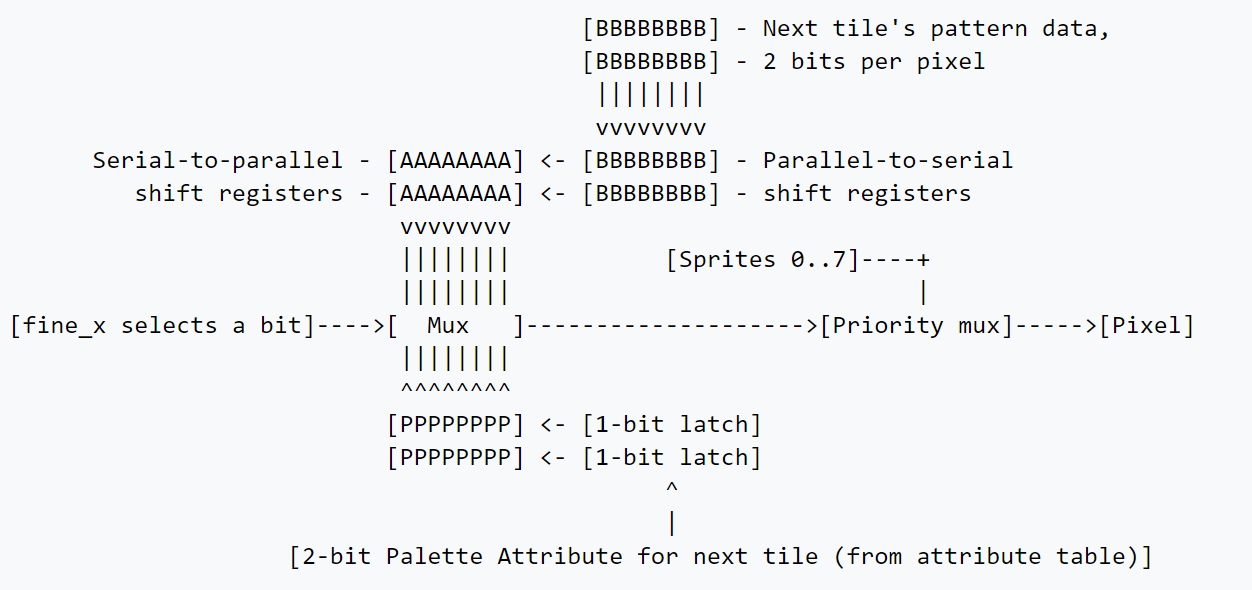 [BBBBBBBB] - Next tile's pattern data,
                                         [BBBBBBBB] - 2 bits per pixel
                                          ||||||||
                                          vvvvvvvv
      Serial-to-parallel - [AAAAAAAA] <- [BBBBBBBB] - Parallel-to-serial
         shift registers - [AAAAAAAA] <- [BBBBBBBB] - shift registers
                            vvvvvvvv
                            ||||||||           [Sprites 0..7]----+
                            ||||||||                             |
[fine_x selects a bit]---->[  Mux   ]-------------------->[Priority mux]----->[Pixel]
                            ||||||||
                            ^^^^^^^^
                           [PPPPPPPP] <- [1-bit latch]
                           [PPPPPPPP] <- [1-bit latch]
                                               ^
                                               |
                    [2-bit Palette Attribute for next tile (from attribute table)]